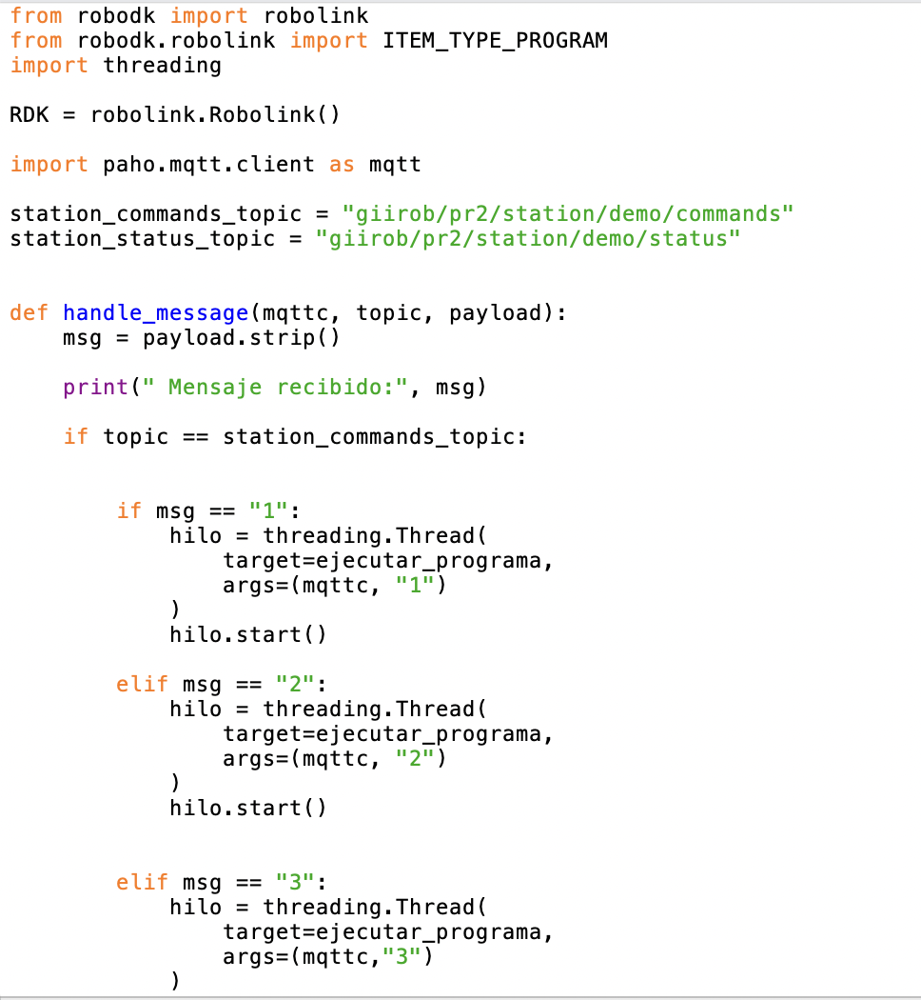 from robodk import robolink
from robodk.robolink import ITEM_TYPE_PROGRAM
import threading

RDK = robolink.Robolink()

import paho.mqtt.client as mqtt

station_commands_topic = "giirob/pr2/station/demo/commands"
station_status_topic = "giirob/pr2/station/demo/status"


def handle_message(mqttc, topic, payload):
    msg = payload.strip()

    print(" Mensaje recibido:", msg)

    if topic == station_commands_topic:


        if msg == "1":
            hilo = threading.Thread(
                target=ejecutar_programa,
                args=(mqttc, "1")
            )
            hilo.start()

        elif msg == "2":
            hilo = threading.Thread(
                target=ejecutar_programa,
                args=(mqttc, "2")
            )
            hilo.start()


        elif msg == "3":
            hilo = threading.Thread(
                target=ejecutar_programa,
                args=(mqttc,"3")
            )